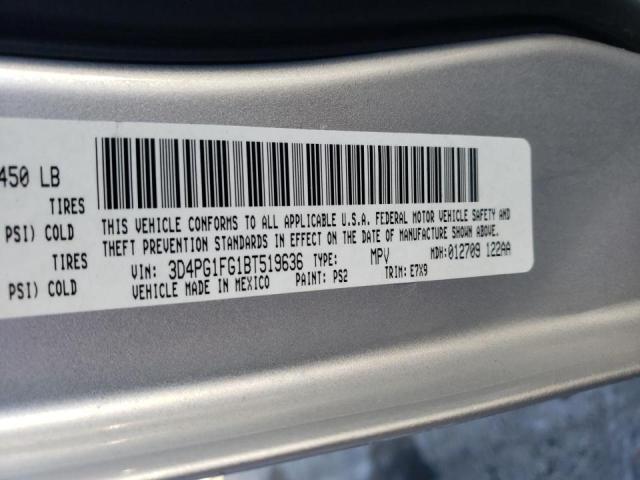 450 LB
TIRES
PSI) COLD
TIRES
PSI) COLD
THIS VEHICLE CONFORMS TO ALL APPLICABLE U.S.A. FEDERAL MOTOR VEHICLE SAFETY AND
THEFT PREVENTION STANDARDS IN EFFECT ON THE DATE OF MANUFACTURE SHOWN ABOVE.
VIN: 3D4PG1FG1BT519636 TYPE: MPV MDH:012709 122AA
VEHICLE MADE IN MEXICO PAINT: PS2 TRIM: E7X9